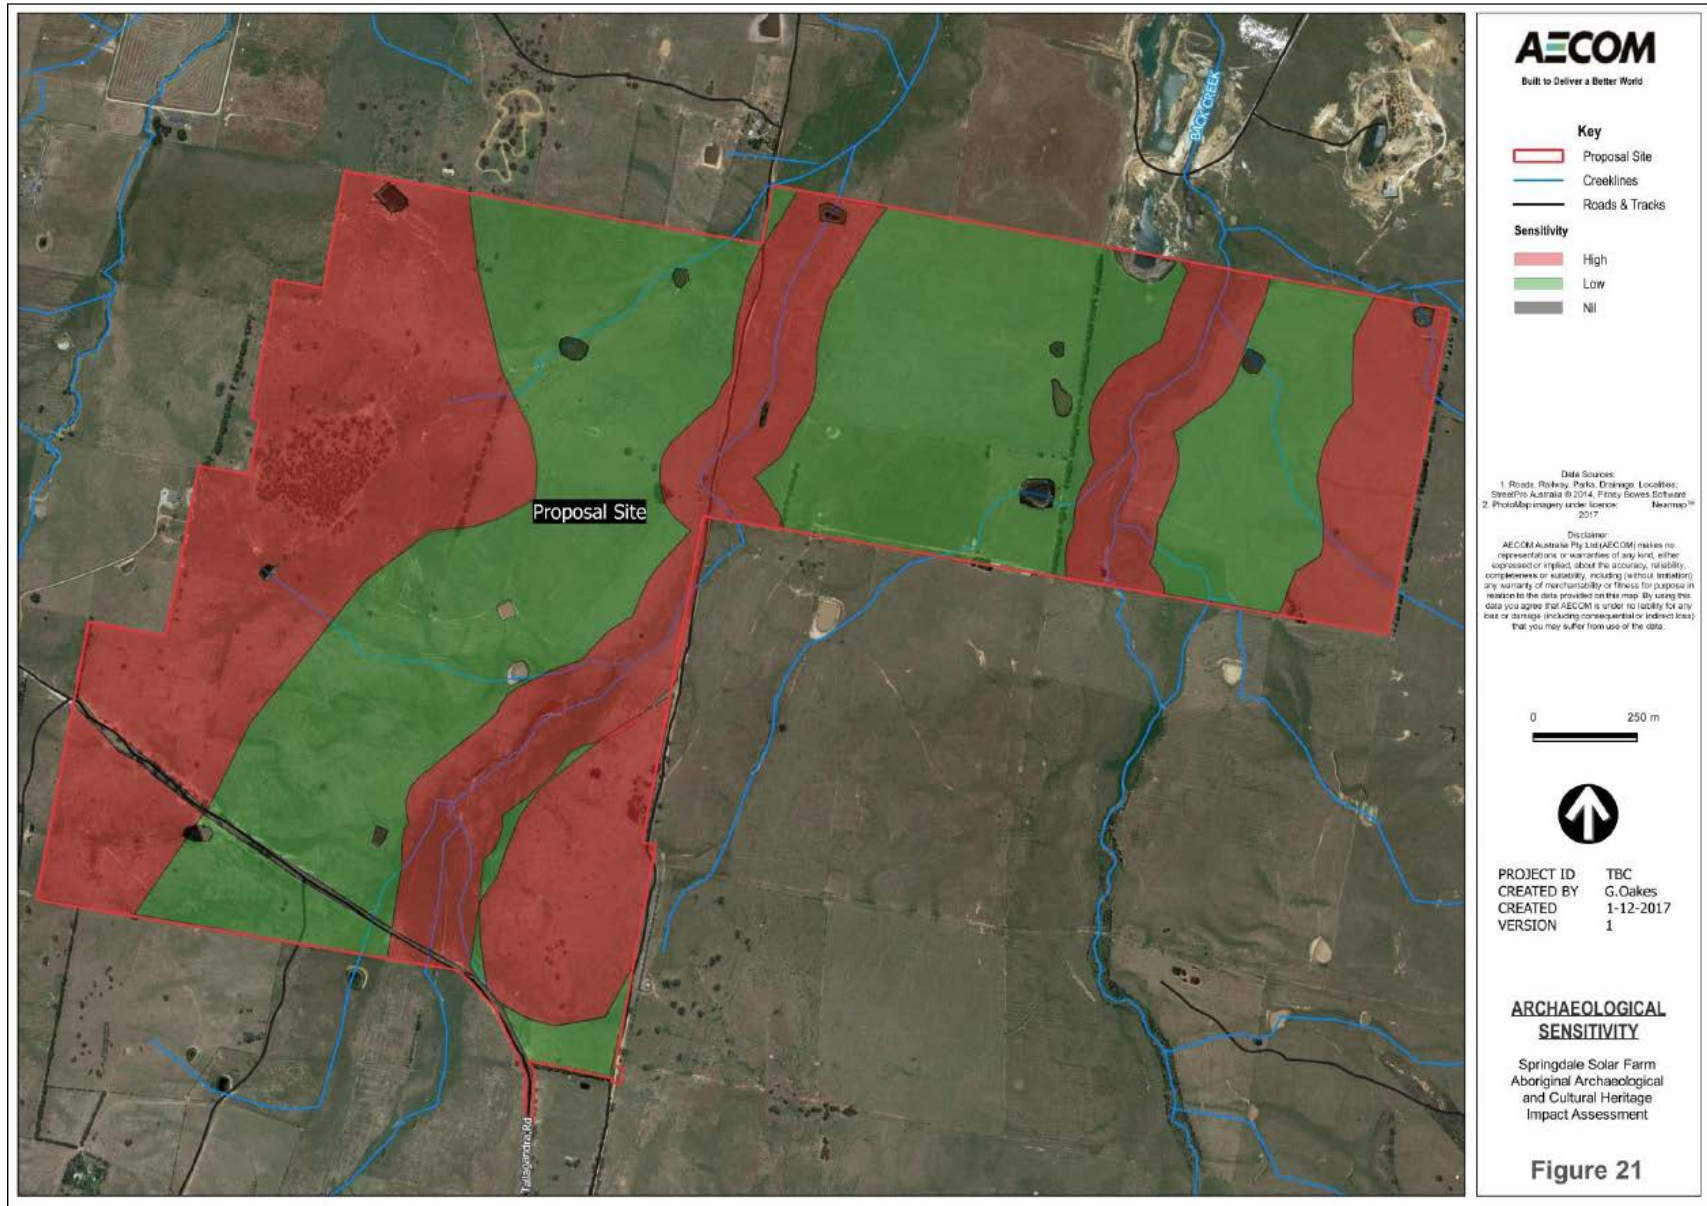 BACK CREEK
Proposal Site
Tallagandra Rd
AECOM
Built to Deliver a Better World
Key
Proposal Site
Creeklines
Roads & Tracks
Sensitivity
High
Low
Nil
Data Sources:
1. Roads, Railway, Parks, Drainage, Localities:
StreetPro Australia © 2014, Pitney Bowes Software
2. PhotoMap imagery under licence: Nearmap™
2017
Disclaimer:
AECOM Australia Pty Ltd (AECOM) makes no
representations or warranties of any kind, either
expressed or implied, about the accuracy, reliability,
completeness or suitability, including (without limitation)
any warranty of merchantability or fitness for purpose in
relation to the data provided on this map. By using this
data you agree that AECOM is under no liability for any
loss or damage (including consequential or indirect loss)
that you may suffer from use of the data.
0 250 m
PROJECT ID TBC
CREATED BY G.Oakes
CREATED 1-12-2017
VERSION 1
ARCHAEOLOGICAL
SENSITIVITY
Springdale Solar Farm
Aboriginal Archaeological
and Cultural Heritage
Impact Assessment
Figure 21